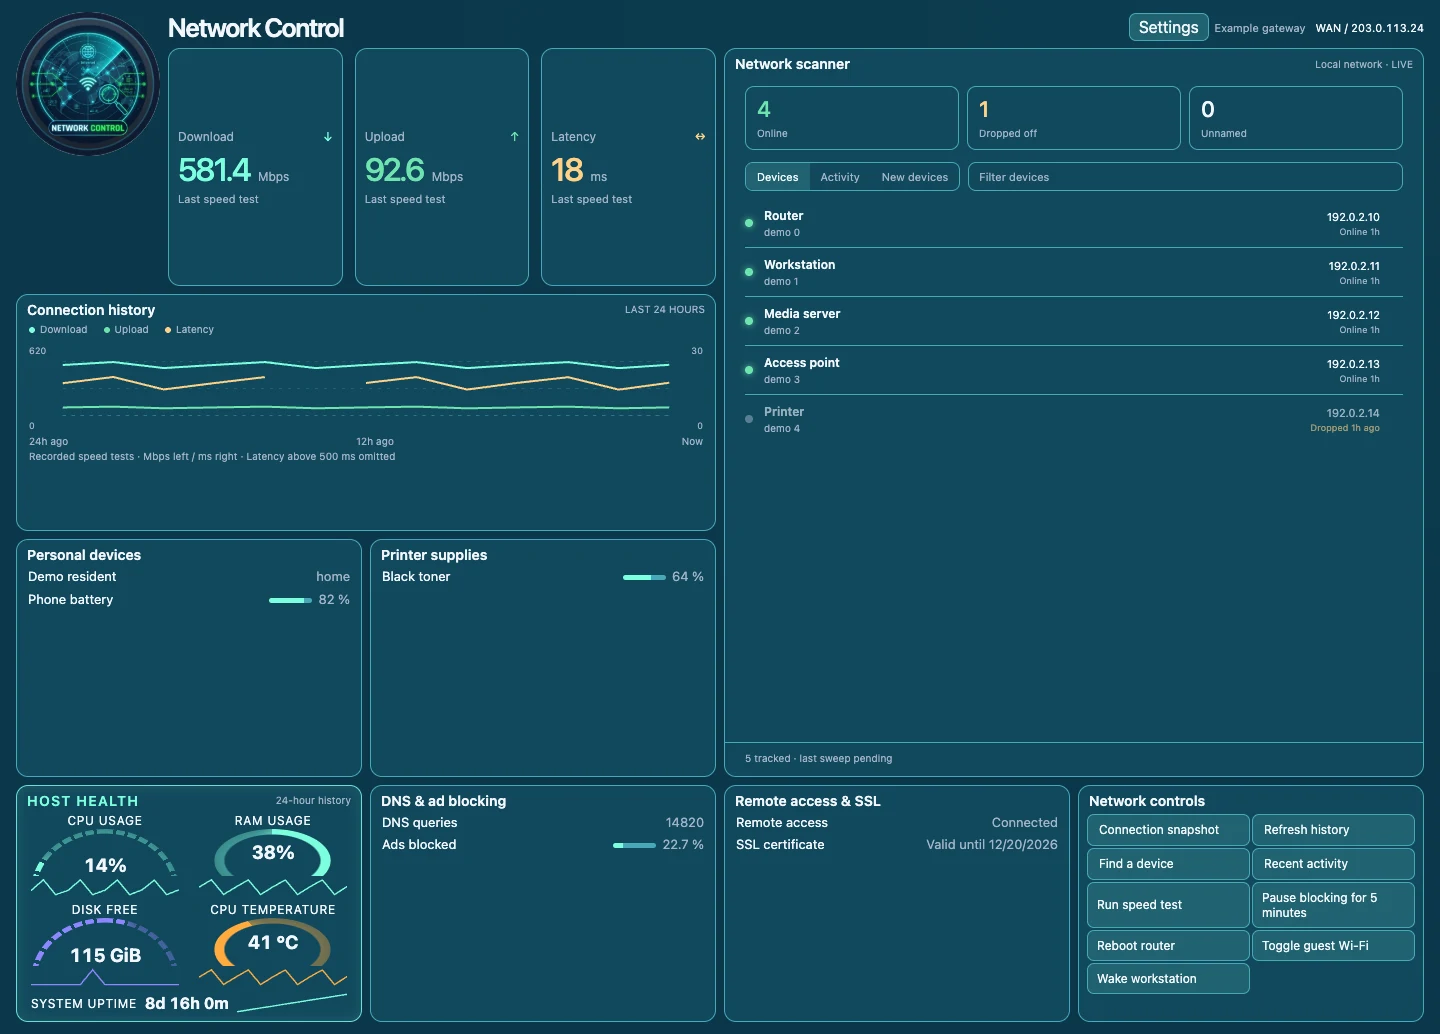 NETWORK CONTROL
Network Control
Settings
Example gateway
WAN / 203.0.113.24
Download ↓
581.4 Mbps
Last speed test
Upload ↑
92.6 Mbps
Last speed test
Latency ↔
18 ms
Last speed test
Network scanner
Local network · LIVE
4
Online
1
Dropped off
0
Unnamed
Devices
Activity
New devices
Filter devices
Router
192.0.2.10
demo 0
Online 1h
Workstation
192.0.2.11
demo 1
Online 1h
Media server
192.0.2.12
demo 2
Online 1h
Access point
192.0.2.13
demo 3
Online 1h
Printer
192.0.2.14
demo 4
Dropped 1h ago
5 tracked · last sweep pending
Connection history
LAST 24 HOURS
Download
Upload
Latency
620
30
0
0
24h ago
12h ago
Now
Recorded speed tests · Mbps left / ms right · Latency above 500 ms omitted
Personal devices
Demo resident home
Phone battery 82 %
Printer supplies
Black toner 64 %
HOST HEALTH
24-hour history
CPU USAGE
14%
RAM USAGE
38%
DISK FREE
115 GiB
CPU TEMPERATURE
41 °C
SYSTEM UPTIME 8d 16h 0m
DNS & ad blocking
DNS queries 14820
Ads blocked 22.7 %
Remote access & SSL
Remote access Connected
SSL certificate Valid until 12/20/2026
Network controls
Connection snapshot
Refresh history
Find a device
Recent activity
Run speed test
Pause blocking for 5
minutes
Reboot router
Toggle guest Wi-Fi
Wake workstation